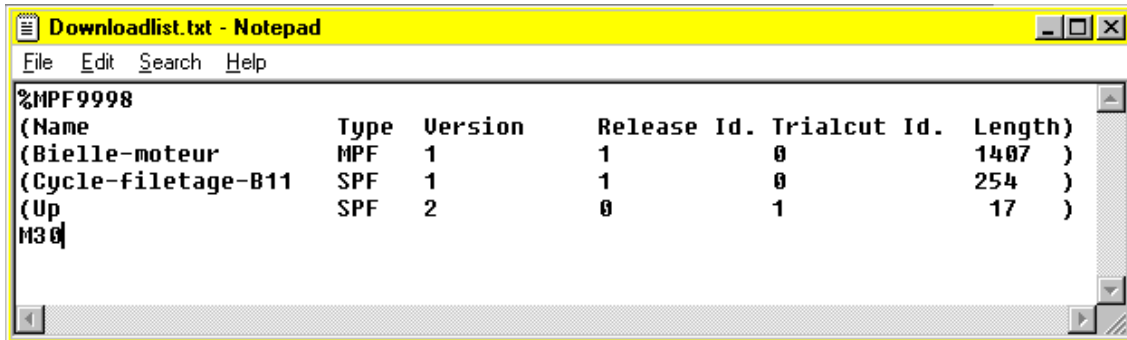 Downloadlist.txt - Notepad
File Edit Search Help
%MPF9998
(Name Type Version Release Id. Trialcut Id. Length)
(Bielle-moteur MPF 1 1 0 1407 )
(Cycle-filetage-B11 SPF 1 1 0 254 )
(Up SPF 2 0 1 17 )
M30